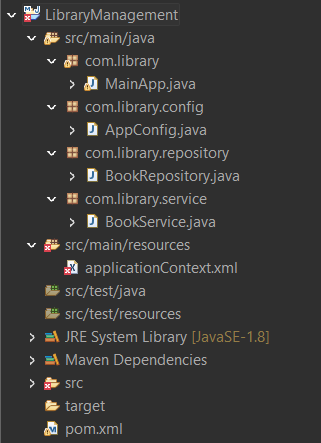 LibraryManagement
src/main/java
com.library
MainApp.java
com.library.config
AppConfig.java
com.library.repository
BookRepository.java
com.library.service
BookService.java
src/main/resources
applicationContext.xml
src/test/java
src/test/resources
JRE System Library [JavaSE-1.8]
Maven Dependencies
src
target
pom.xml